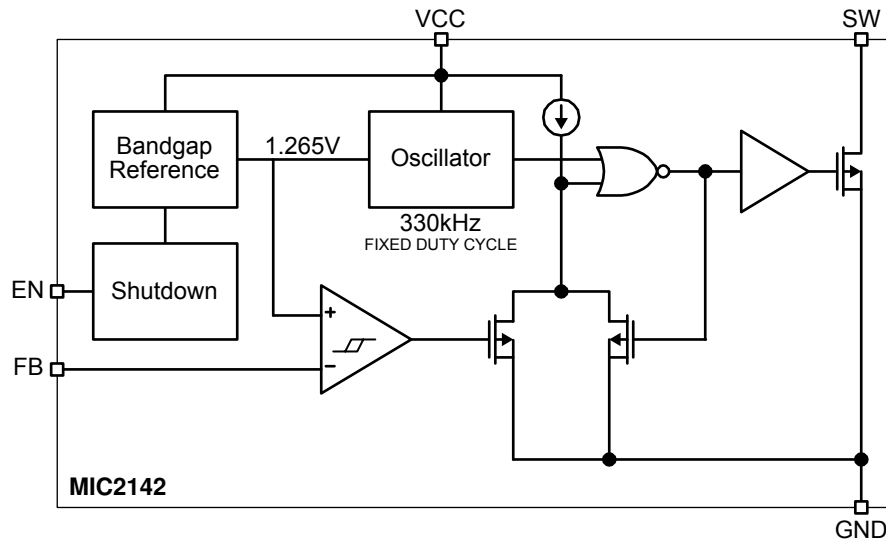 VCC
SW
Bandgap
Reference
1.265V
Oscillator
330kHz
FIXED DUTY CYCLE
EN
Shutdown
+
FB
−
MIC2142
GND